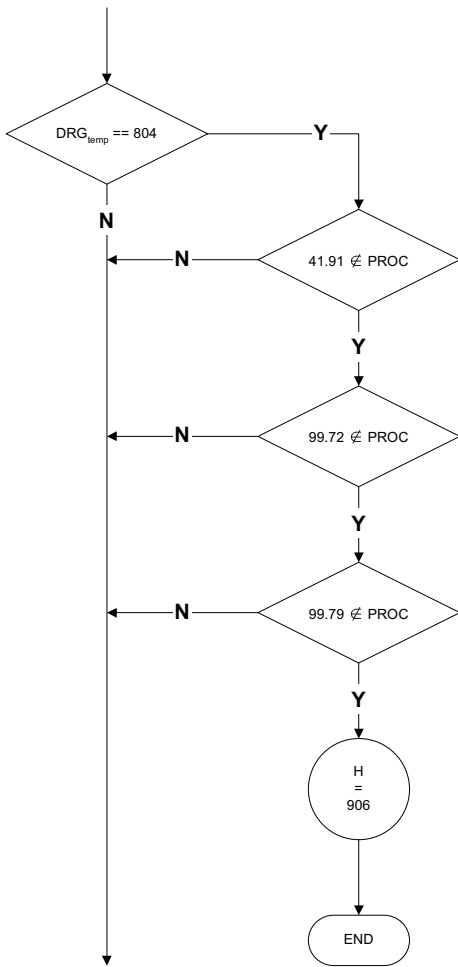 DRGtemp == 804
Y
N
N
41.91 ∉ PROC
Y
N
99.72 ∉ PROC
Y
N
99.79 ∉ PROC
Y
H
=
906
END